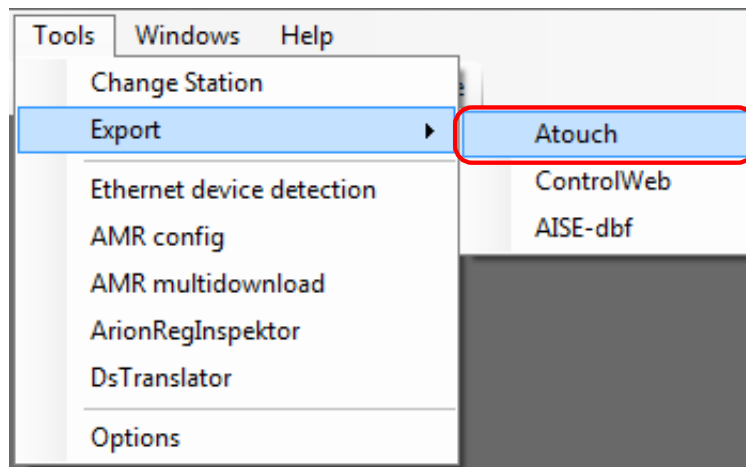 Tools Windows Help
Change Station
Export
Atouch
ControlWeb
AISE-dbf
Ethernet device detection
AMR config
AMR multidownload
ArionRegInspektor
DsTranslator
Options